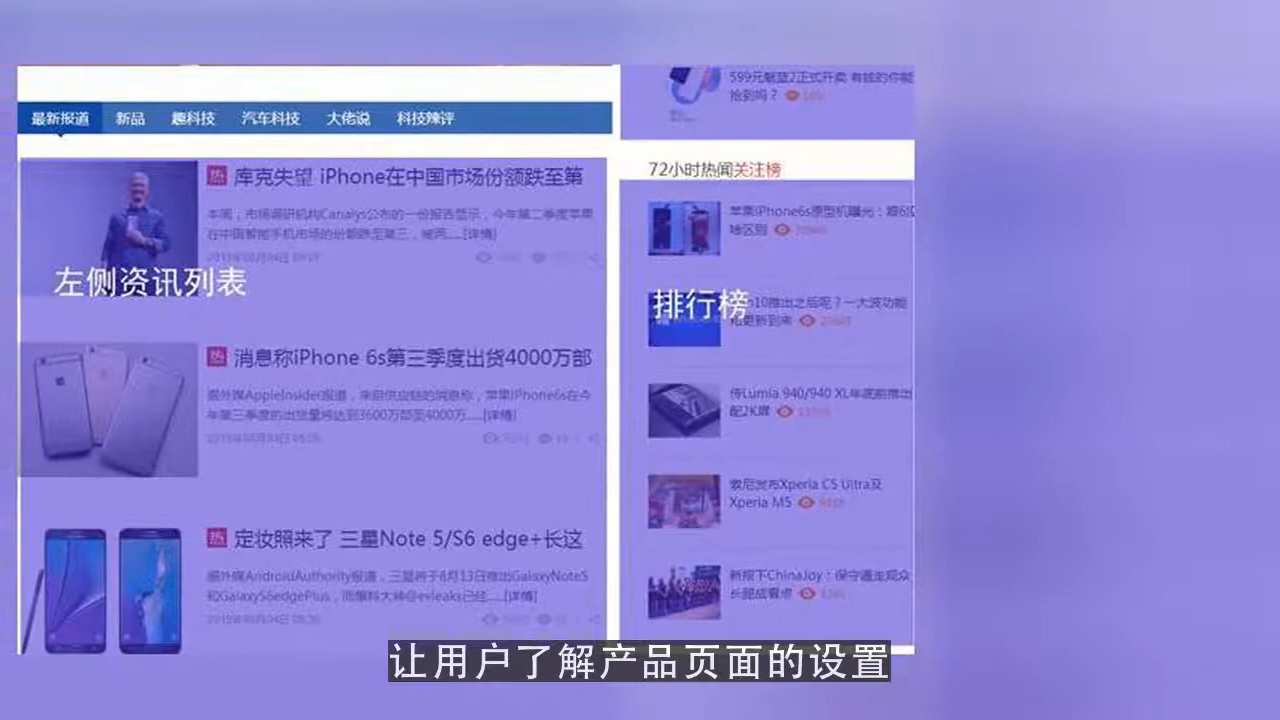 最新报道 新品 趣科技 汽车科技 大佬说 科技辣评
热 库克失望 iPhone在中国市场份额跌至第
本周，市场调研机构Canalys公布的一份报告显示，今年第二季度苹果
在中国智能手机市场的份额跌至第三，被两......[详情]
左侧资讯列表
热 消息称iPhone 6s第三季度出货4000万部
据外媒AppleInsider报道，来自供应链的消息称，苹果iPhone6s在今
年第三季度的出货量将达到3600万部至4000万......[详情]
热 定妆照来了 三星Note 5/S6 edge+长这
据外媒AndroidAuthority报道，三星将于8月13日推出GalaxyNote5
和GalaxyS6edgePlus，而爆料大神@evleaks已经......[详情]
599元魅蓝2正式开卖 有钱的你能
抢到吗？
72小时热闻关注榜
苹果iPhone6s原型机曝光：跟6没
啥区别
排行榜
10推出之后呢？一大波功能
更新到来
传Lumia 940/940 XL年底前推出
配2K屏
索尼发布Xperia C5 Ultra及
Xperia M5
新规下ChinaJoy：保守遭走观众
长腿成看点
让用户了解产品页面的设置